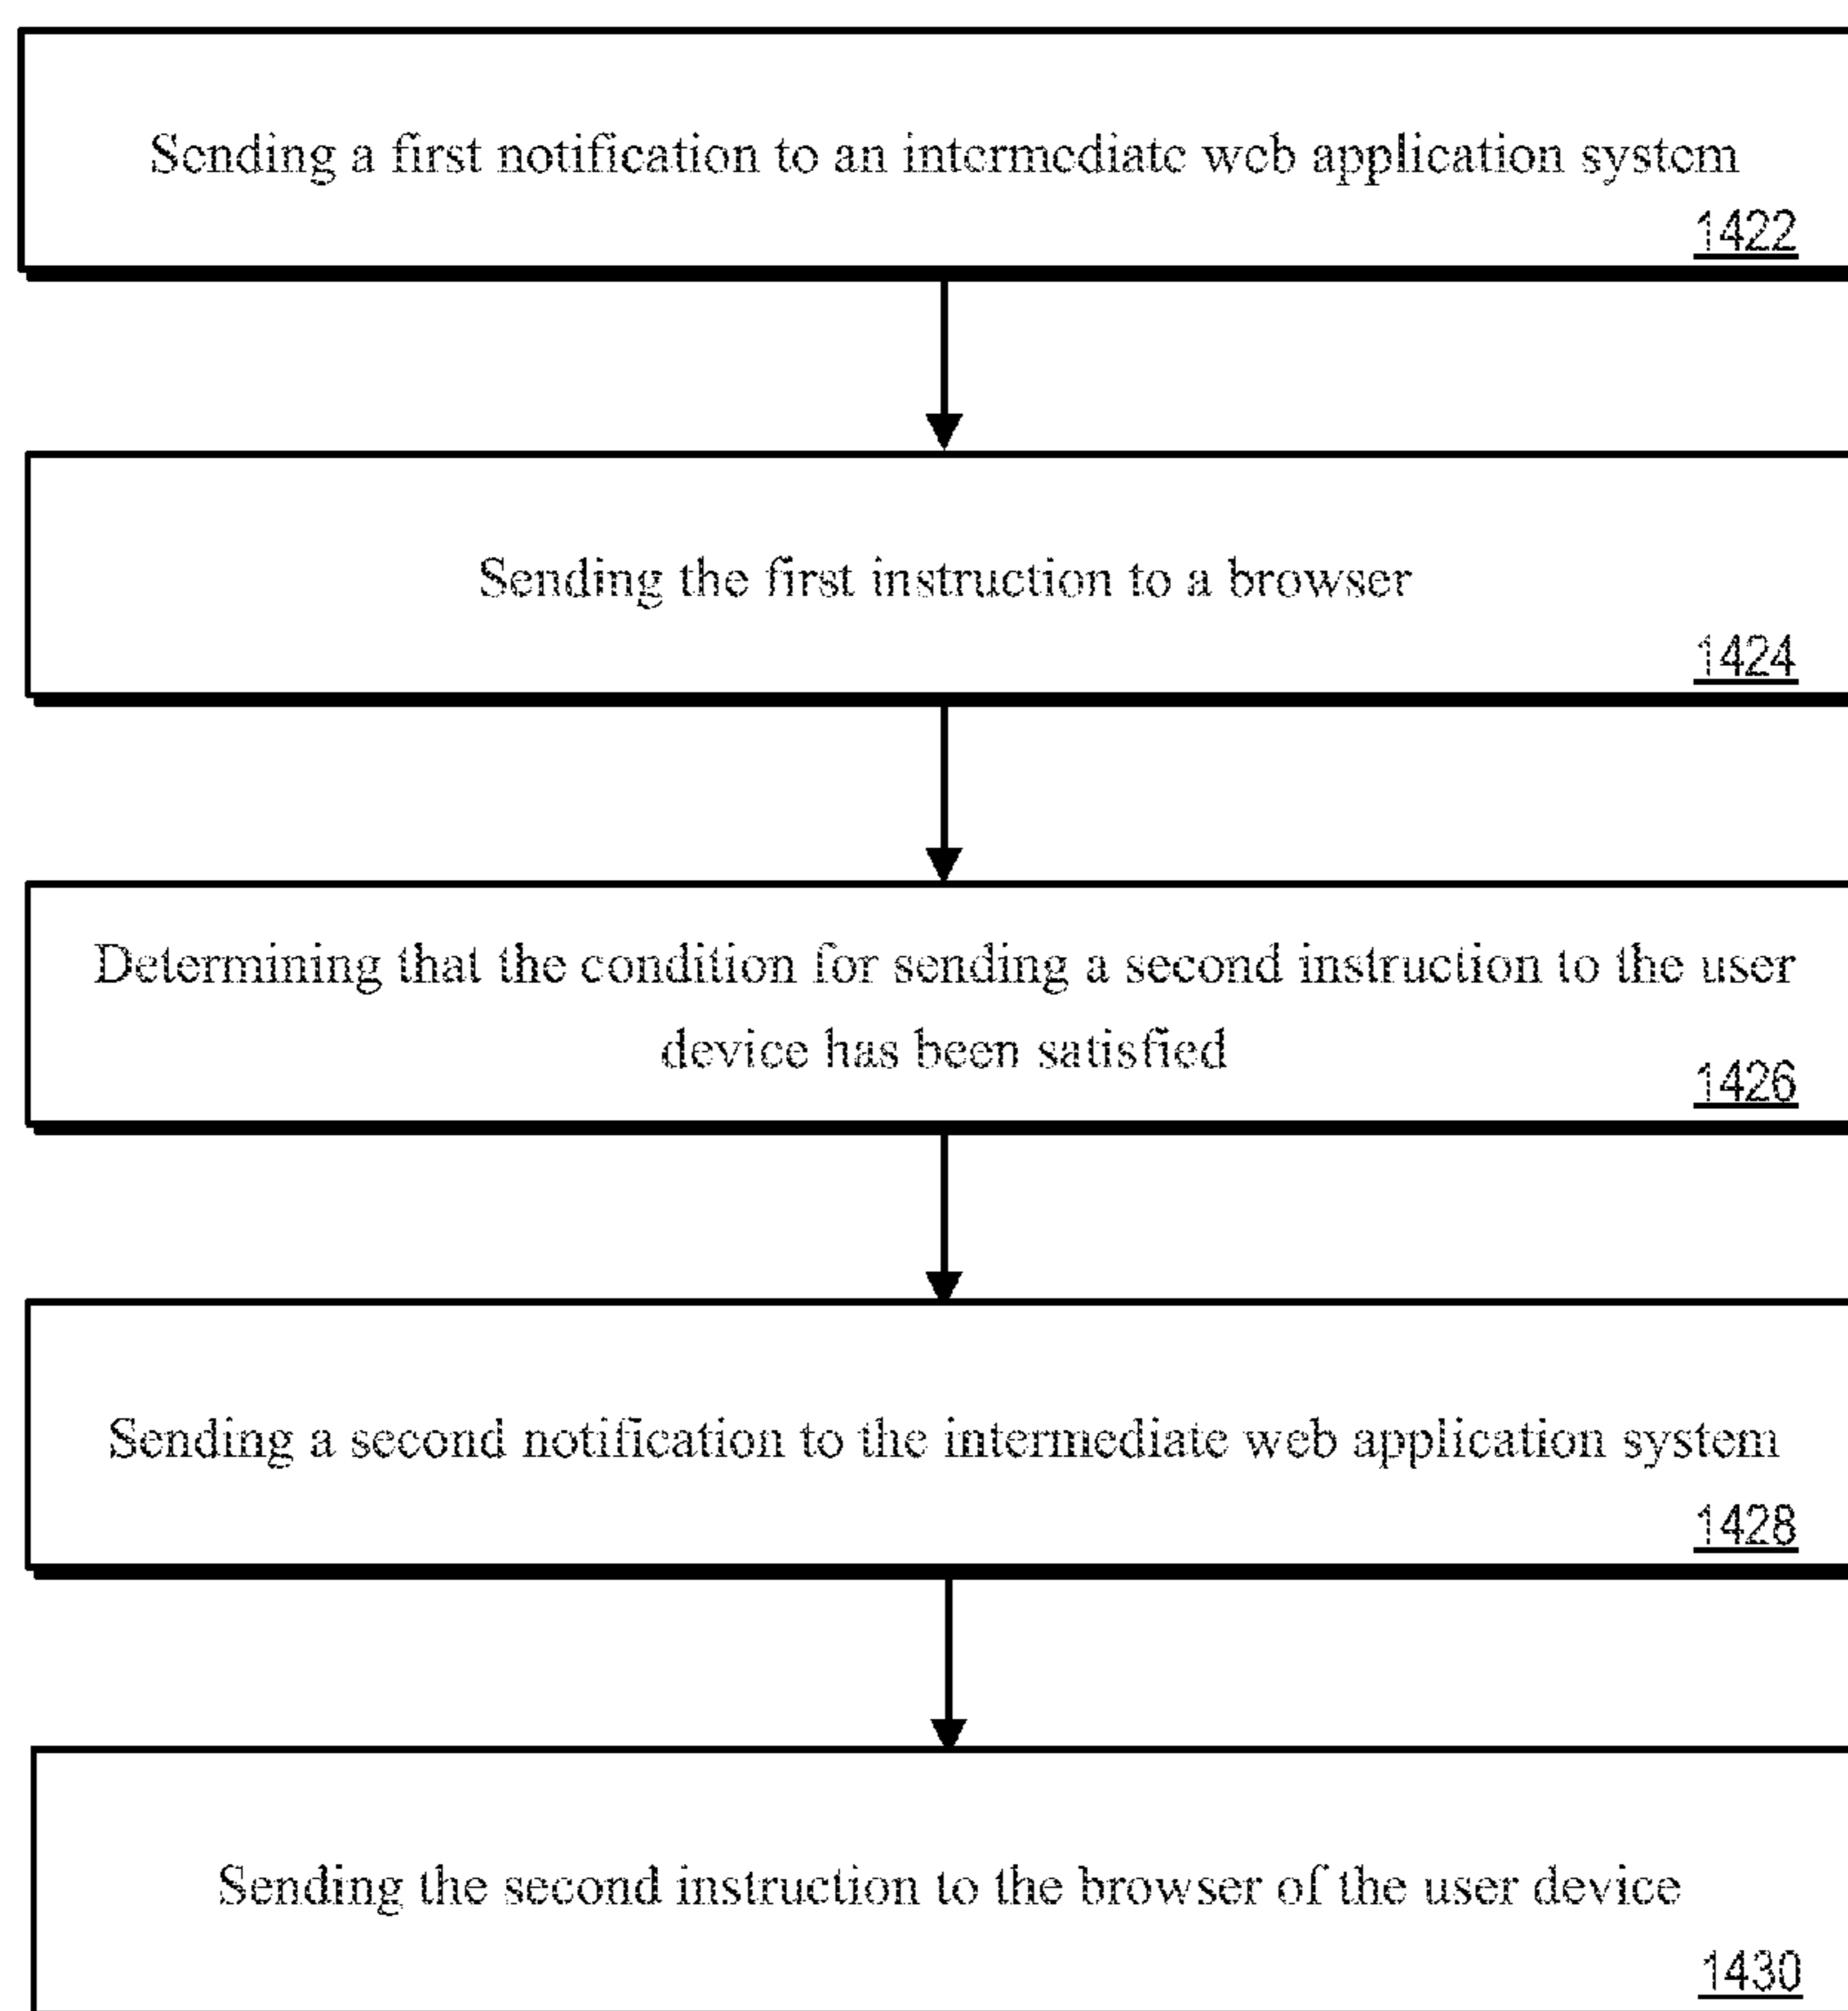 Sending a first notification to an intermediate web application system
1422
Sending the first instruction to a browser
1424
Determining that the condition for sending a second instruction to the user
device has been satisfied
1426
Sending a second notification to the intermediate web application system
1428
Sending the second instruction to the browser of the user device
1430